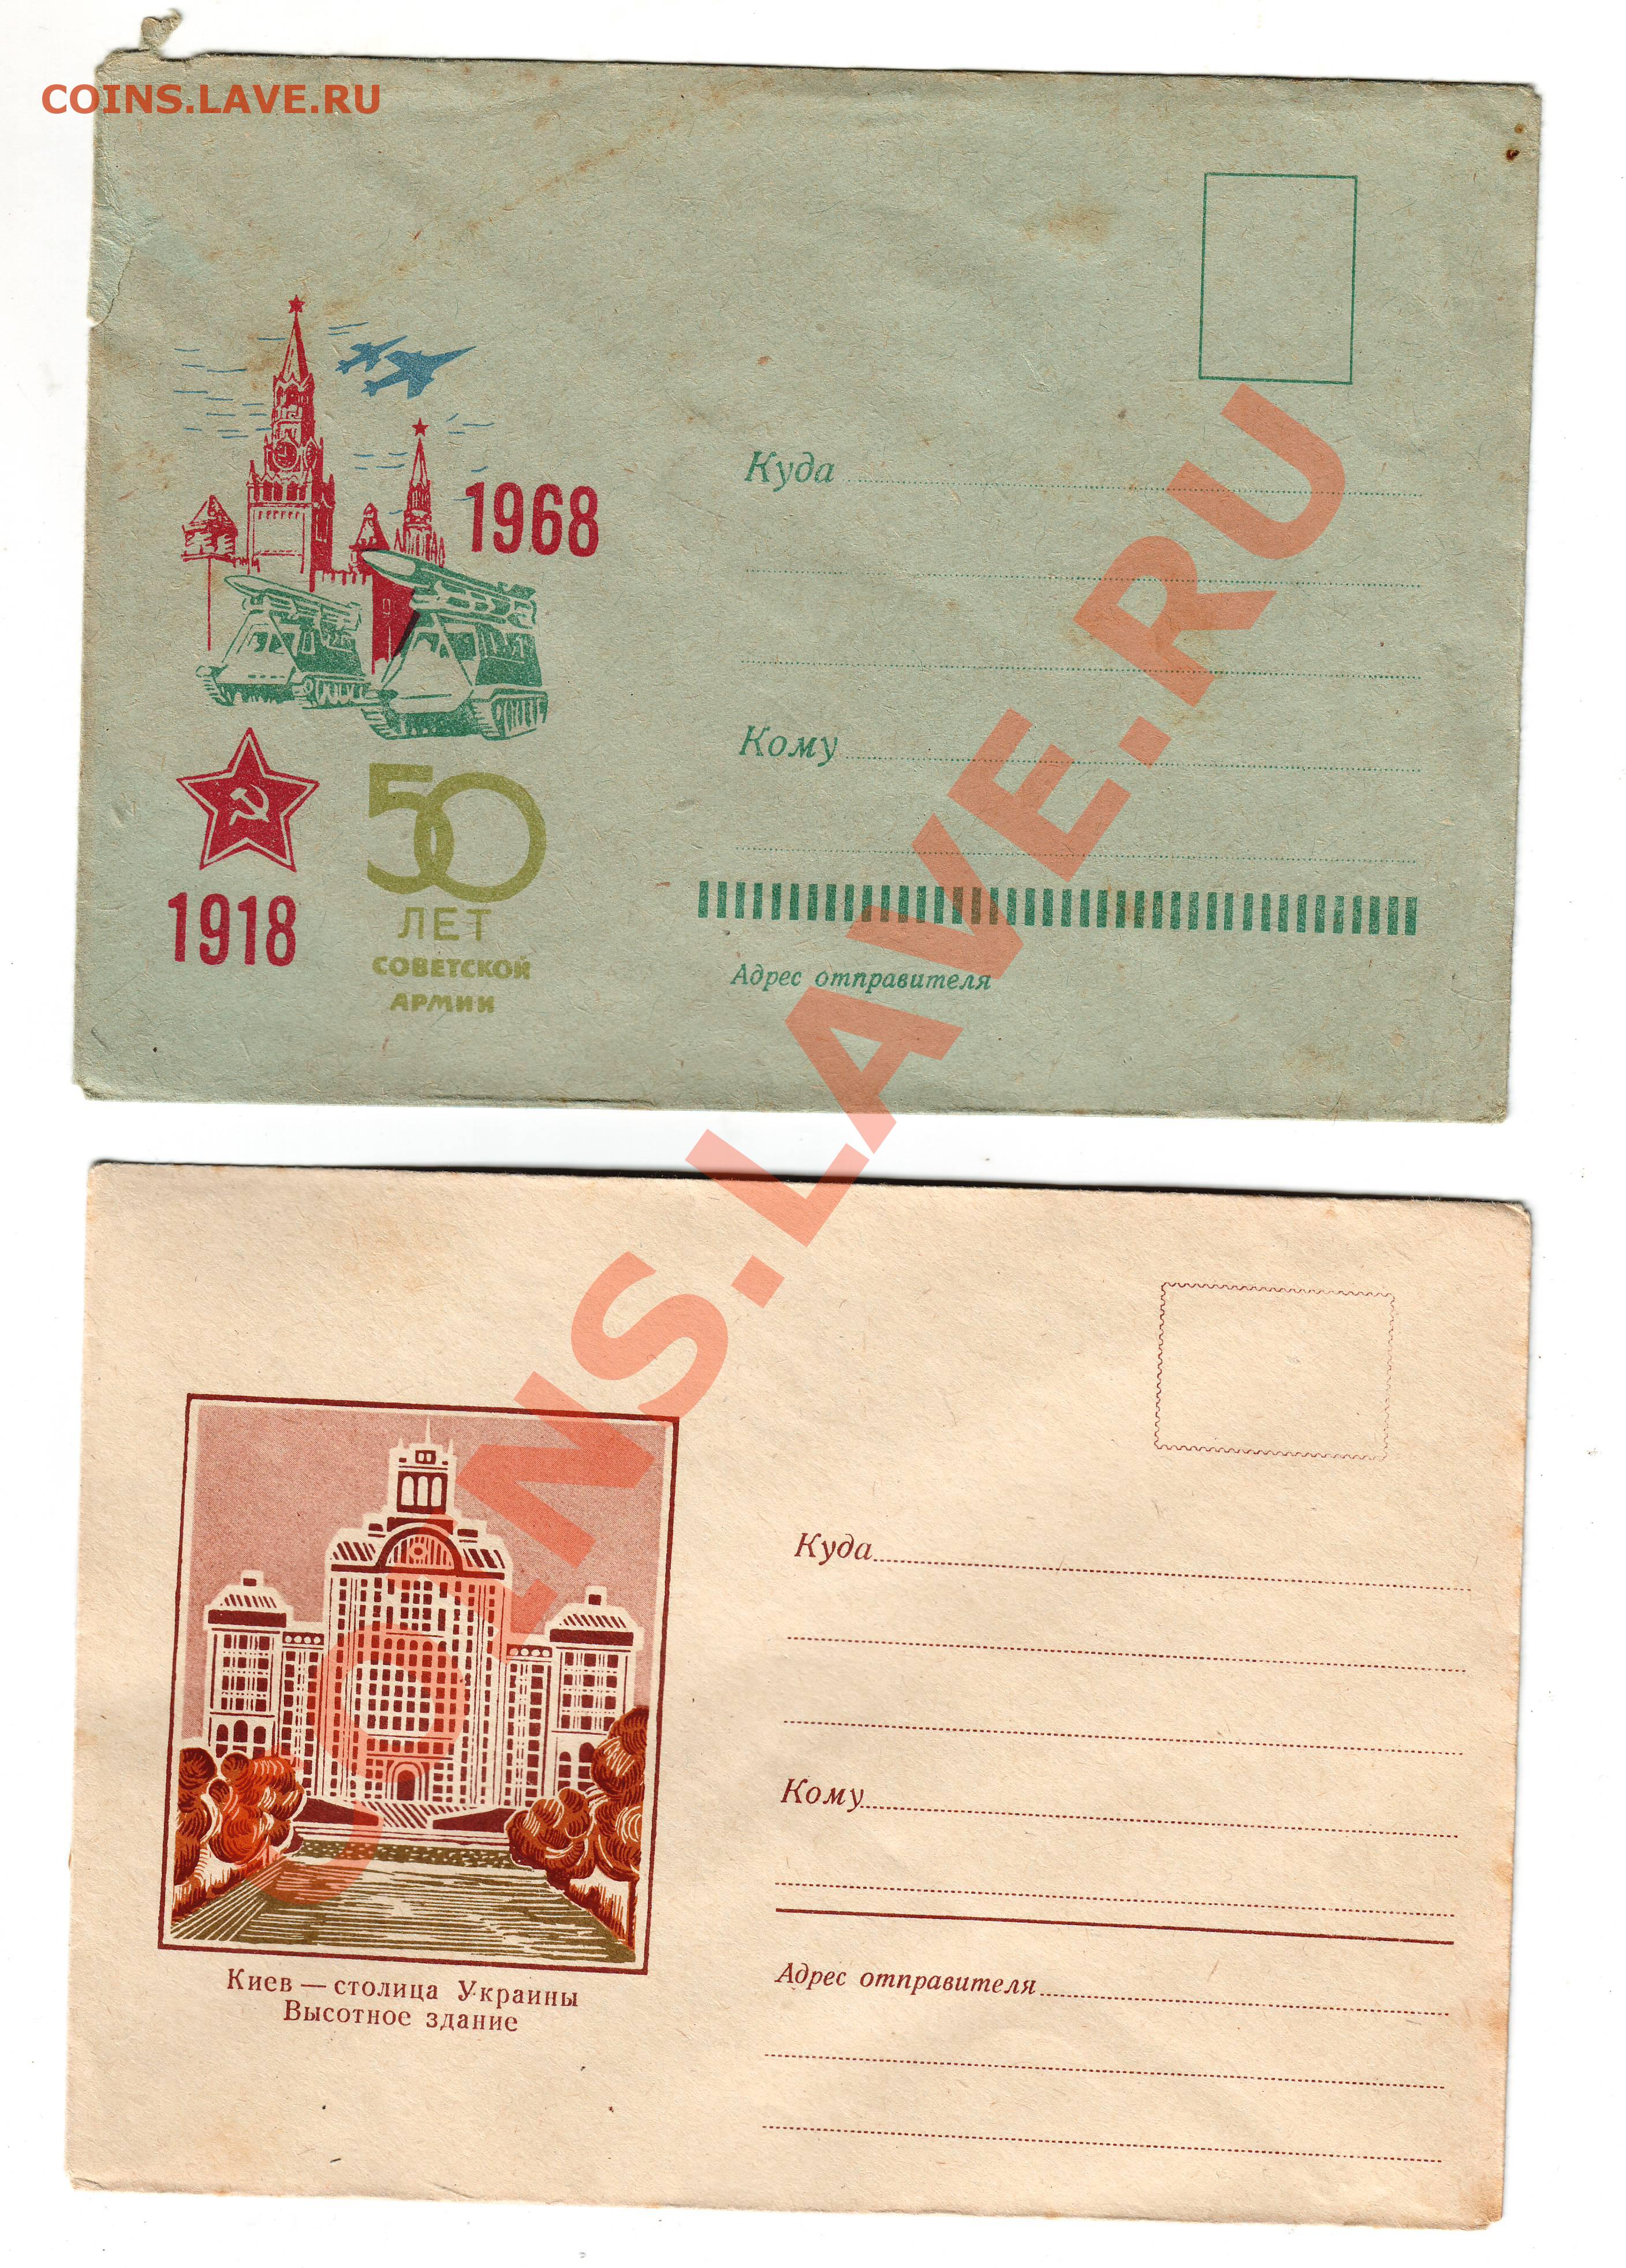 COINS.LAVE.RU
1968
1918
50
ЛЕТ
СОВЕТСКОЙ
АРМИИ
Куда
Кому
Адрес отправителя
COINS.LAVE.RU
Киев — столица Украины
Высотное здание
Куда
Кому
Адрес отправителя